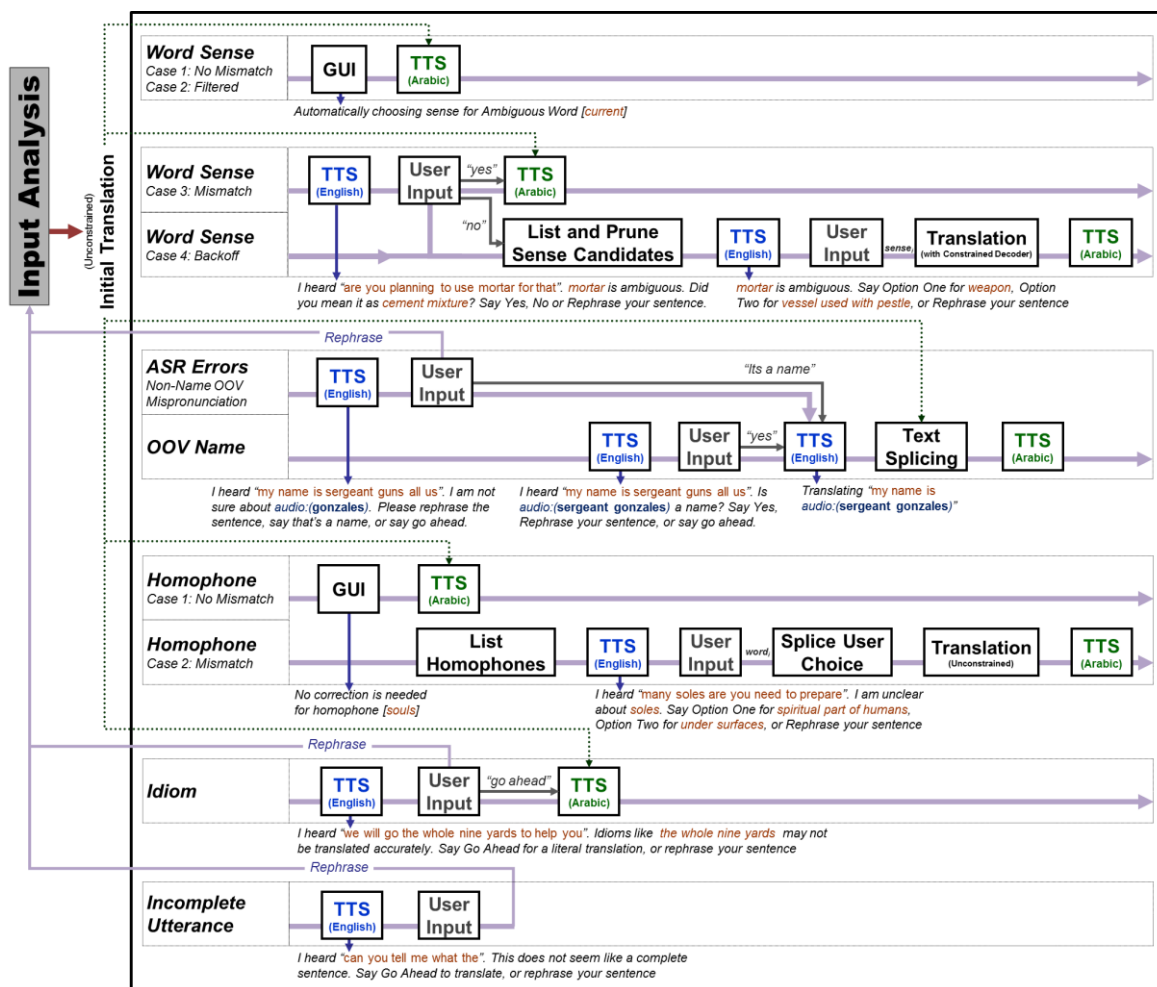 Input Analysis
(Unconstrained)
Initial Translation
Word Sense
Case 1: No Mismatch
Case 2: Filtered
GUI
TTS
(Arabic)
Automatically choosing sense for Ambiguous Word [current]
Word Sense
Case 3: Mismatch
TTS
(English)
User
Input
"yes"
TTS
(Arabic)
"no"
Word Sense
Case 4: Backoff
List and Prune
Sense Candidates
TTS
(English)
User
Input
sense,i
Translation
(with Constrained Decoder)
TTS
(Arabic)
I heard "are you planning to use mortar for that". mortar is ambiguous. Did
you mean it as cement mixture? Say Yes, No or Rephrase your sentence.
mortar is ambiguous. Say Option One for weapon, Option
Two for vessel used with pestle, or Rephrase your sentence
Rephrase
ASR Errors
Non-Name OOV
Mispronunciation
TTS
(English)
User
Input
"Its a name"
OOV Name
TTS
(English)
User
Input
"yes"
TTS
(English)
Text
Splicing
TTS
(Arabic)
I heard "my name is sergeant guns all us". I am not
sure about audio:(gonzales). Please rephrase the
sentence, say that's a name, or say go ahead.
I heard "my name is sergeant guns all us". Is
audio:(sergeant gonzales) a name? Say Yes,
Rephrase your sentence, or say go ahead.
Translating "my name is
audio:(sergeant gonzales)"
Homophone
Case 1: No Mismatch
GUI
TTS
(Arabic)
Homophone
Case 2: Mismatch
List
Homophones
TTS
(English)
User
Input
word,i
Splice User
Choice
Translation
(Unconstrained)
TTS
(Arabic)
No correction is needed
for homophone [souls]
I heard "many soles are you need to prepare". I am unclear
about soles. Say Option One for spiritual part of humans,
Option Two for under surfaces, or Rephrase your sentence
Rephrase
Idiom
TTS
(English)
User
Input
"go ahead"
TTS
(Arabic)
I heard "we will go the whole nine yards to help you". Idioms like the whole nine yards may not
be translated accurately. Say Go Ahead for a literal translation, or rephrase your sentence
Rephrase
Incomplete
Utterance
TTS
(English)
User
Input
I heard "can you tell me what the". This does not seem like a complete
sentence. Say Go Ahead to translate, or rephrase your sentence